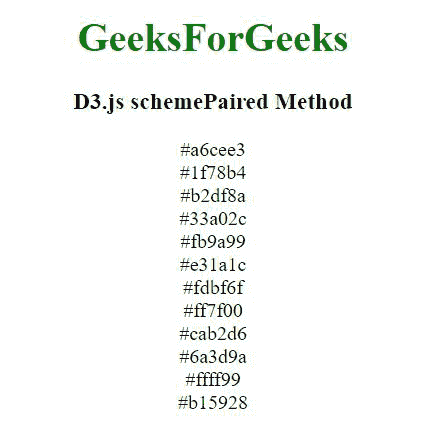 GeeksForGeeks
D3.js schemePaired Method
#a6cee3
#1f78b4
#b2df8a
#33a02c
#fb9a99
#e31a1c
#fdbf6f
#ff7f00
#cab2d6
#6a3d9a
#ffff99
#b15928